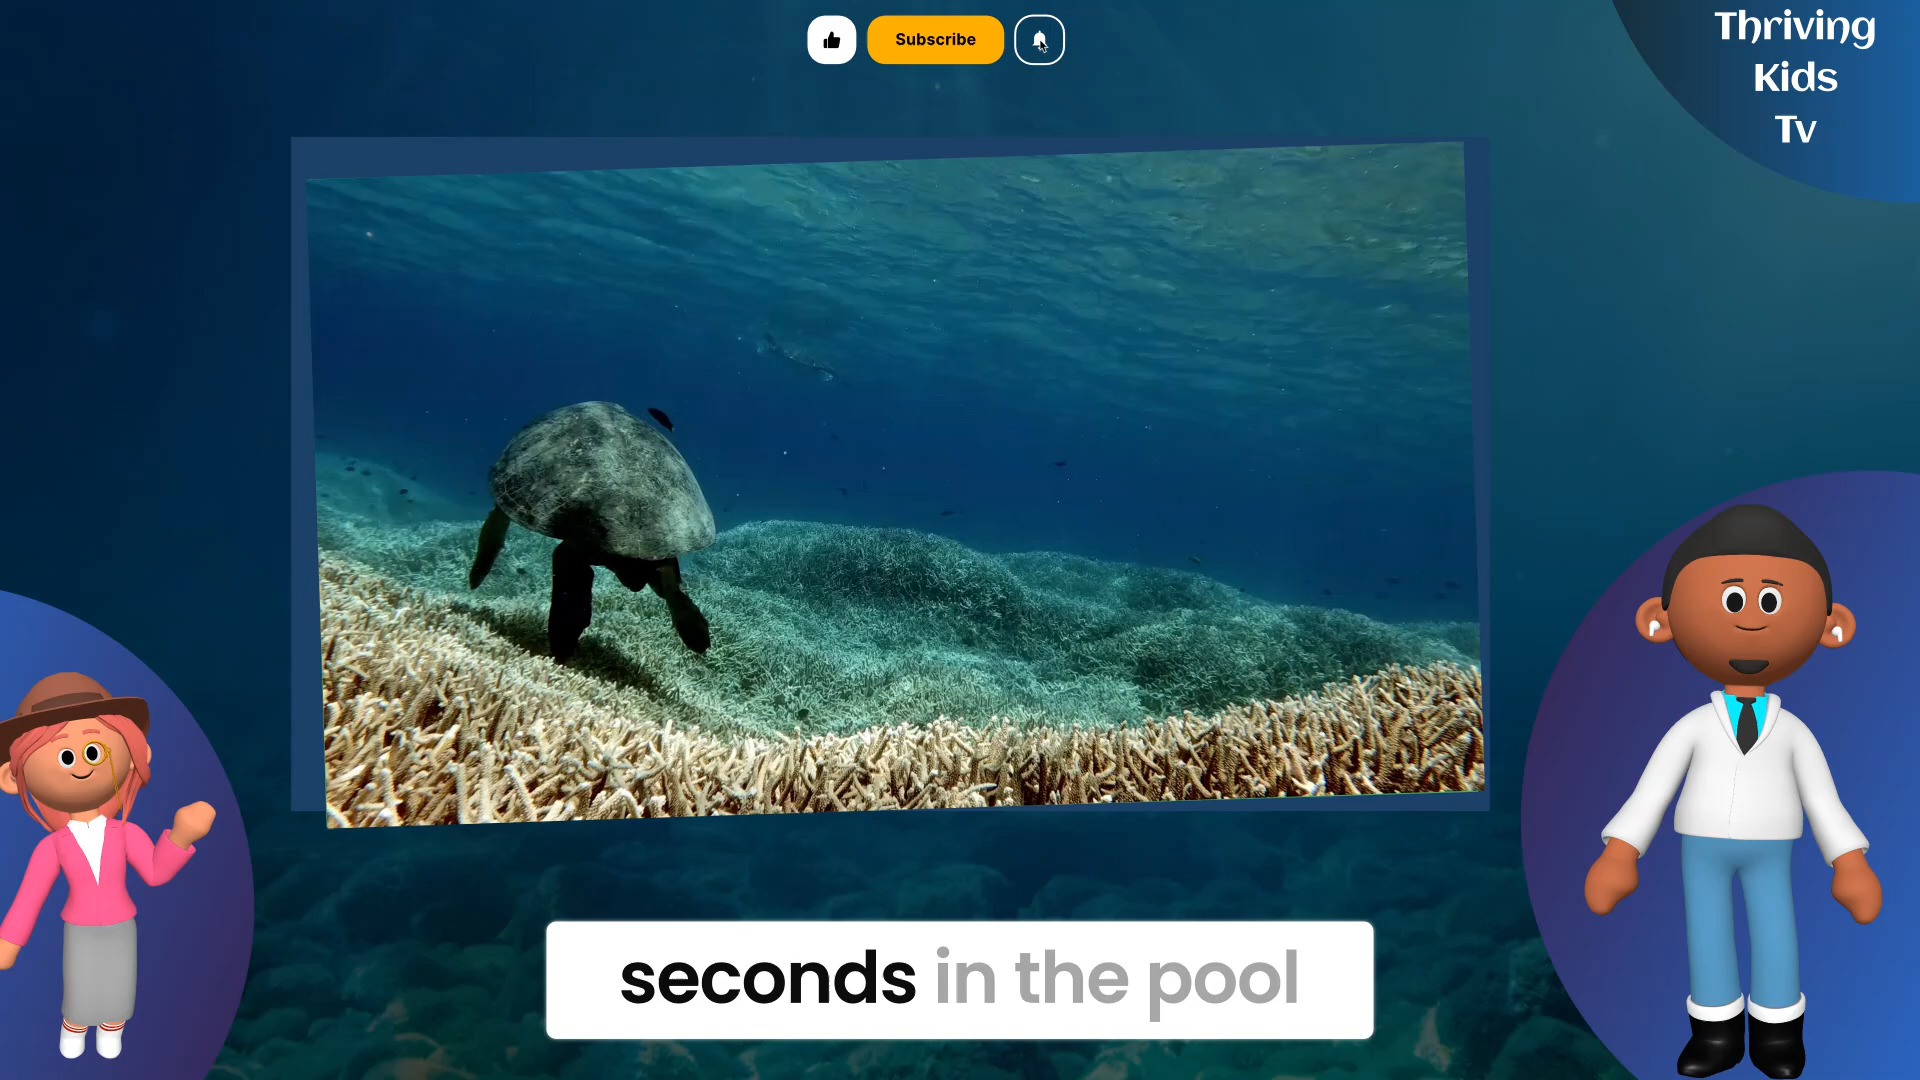 Subscribe
Thriving
Kids
Tv
seconds in the pool